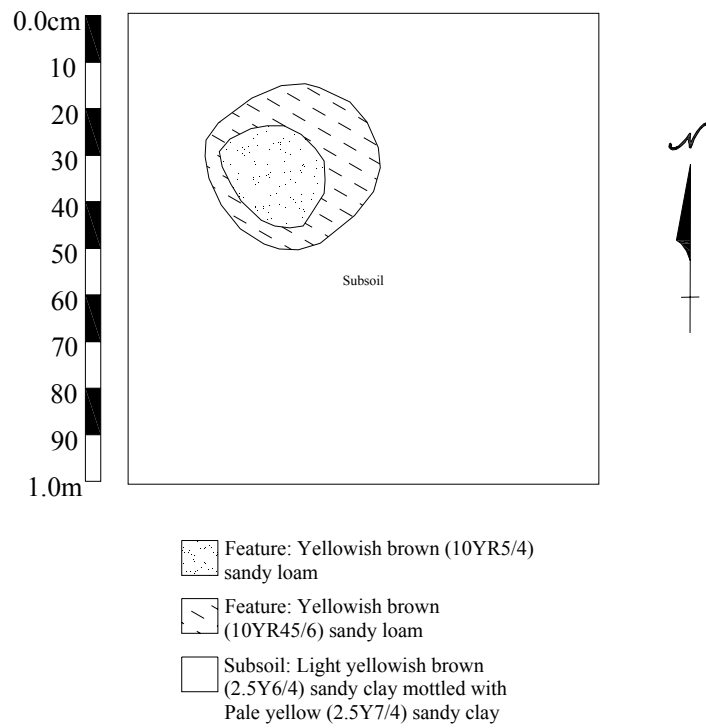 0.0cm
10
20
30
40
50
60
70
80
90
1.0m
N
Subsoil
Feature: Yellowish brown (10YR5/4)
sandy loam
Feature: Yellowish brown
(10YR45/6) sandy loam
Subsoil: Light yellowish brown
(2.5Y6/4) sandy clay mottled with
Pale yellow (2.5Y7/4) sandy clay